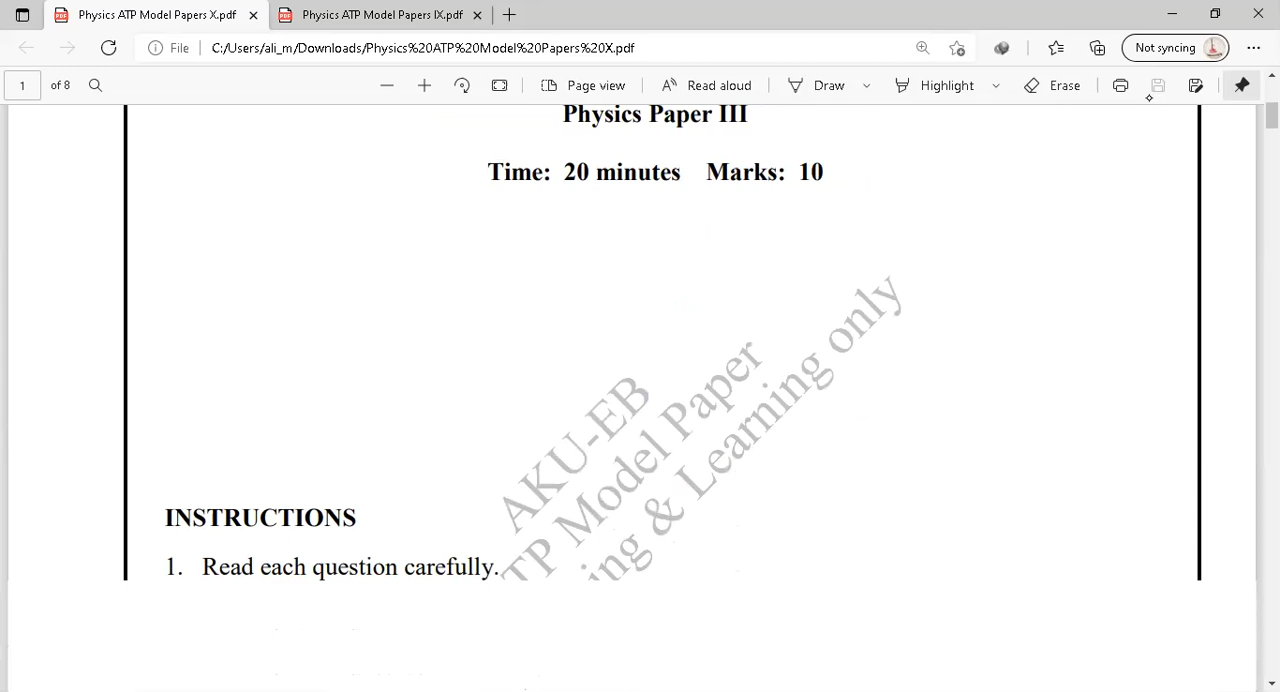 Physics ATP Model Papers X.pdf
Physics ATP Model Papers IX.pdf
File
C:/Users/ali_m/Downloads/Physics%20ATP%20Model%20Papers%20X.pdf
Not syncing
1 of 8
Page view
Read aloud
Draw
Highlight
Erase
Physics Paper III
Time: 20 minutes Marks: 10
AKU-EB
TP Model Paper
ing & Learning only
INSTRUCTIONS
1. Read each question carefully.